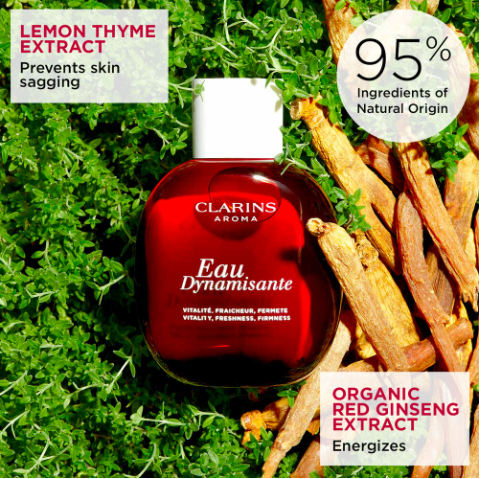 LEMON THYME
EXTRACT
Prevents skin
sagging
95%
Ingredients of
Natural Origin
CLARINS
AROMA
Eau
Dynamisante
VITALITÉ, FRAICHEUR, FERMETE
VITALITY, FRESHNESS, FIRMNESS
ORGANIC
RED GINSENG
EXTRACT
Energizes